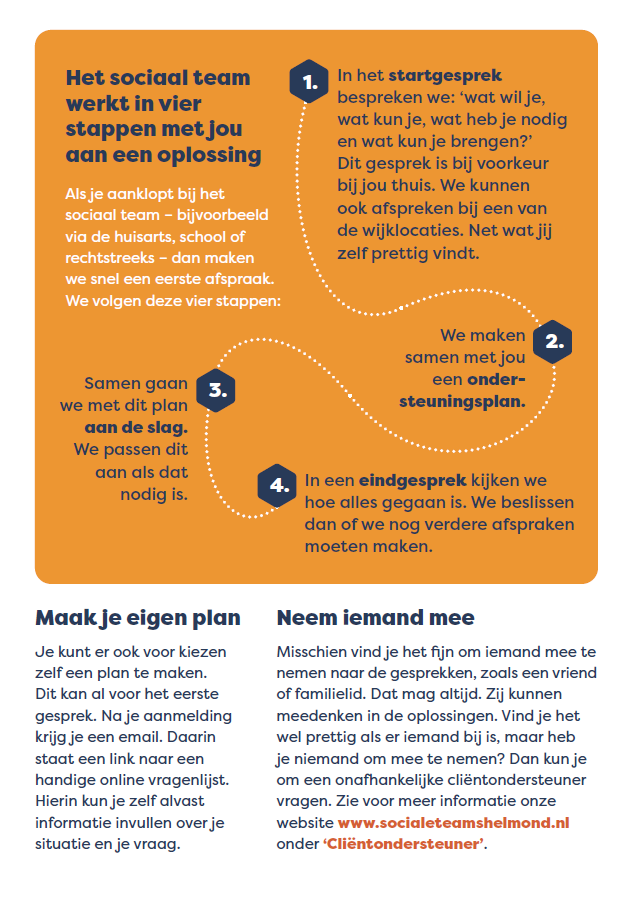 Het sociaal team
werkt in vier
stappen met jou
aan een oplossing
Als je aanklopt bij het
sociaal team – bijvoorbeeld
via de huisarts, school of
rechtstreeks – dan maken
we snel een eerste afspraak.
We volgen deze vier stappen:
1.
In het startgesprek
bespreken we: ‘wat wil je,
wat kun je, wat heb je nodig
en wat kun je brengen?’
Dit gesprek is bij voorkeur
bij jou thuis. We kunnen
ook afspreken bij een van
de wijklocaties. Net wat jij
zelf prettig vindt.
2.
We maken
samen met jou
een onder-
steuningsplan.
3.
Samen gaan
we met dit plan
aan de slag.
We passen dit
aan als dat
nodig is.
4.
In een eindgesprek kijken we
hoe alles gegaan is. We beslissen
dan of we nog verdere afspraken
moeten maken.
Maak je eigen plan
Je kunt er ook voor kiezen
zelf een plan te maken.
Dit kan al voor het eerste
gesprek. Na je aanmelding
krijg je een email. Daarin
staat een link naar een
handige online vragenlijst.
Hierin kun je zelf alvast
informatie invullen over je
situatie en je vraag.
Neem iemand mee
Misschien vind je het fijn om iemand mee te
nemen naar de gesprekken, zoals een vriend
of familielid. Dat mag altijd. Zij kunnen
meedenken in de oplossingen. Vind je het
wel prettig als er iemand bij is, maar heb
je niemand om mee te nemen? Dan kun je
om een onafhankelijke cliëntondersteuner
vragen. Zie voor meer informatie onze
website www.socialeteamshelmond.nl
onder ‘Cliëntondersteuner’.